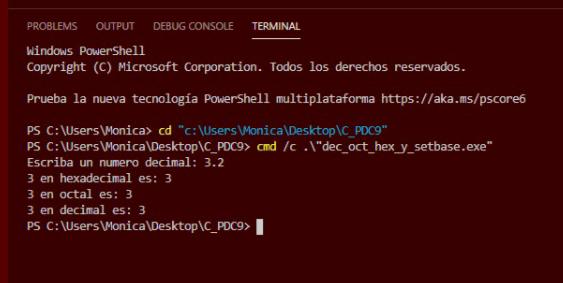 PROBLEMS OUTPUT DEBUG CONSOLE TERMINAL
Windows PowerShell
Copyright (C) Microsoft Corporation. Todos los derechos reservados.
Prueba la nueva tecnología PowerShell multiplataforma https://aka.ms/pscore6
PS C:\Users\Monica> cd "c:\Users\Monica\Desktop\C_PDC9"
PS C:\Users\Monica\Desktop\C_PDC9> cmd /c .\"dec_oct_hex_y_setbase.exe"
Escriba un numero decimal: 3.2
3 en hexadecimal es: 3
3 en octal es: 3
3 en decimal es: 3
PS C:\Users\Monica\Desktop\C_PDC9>